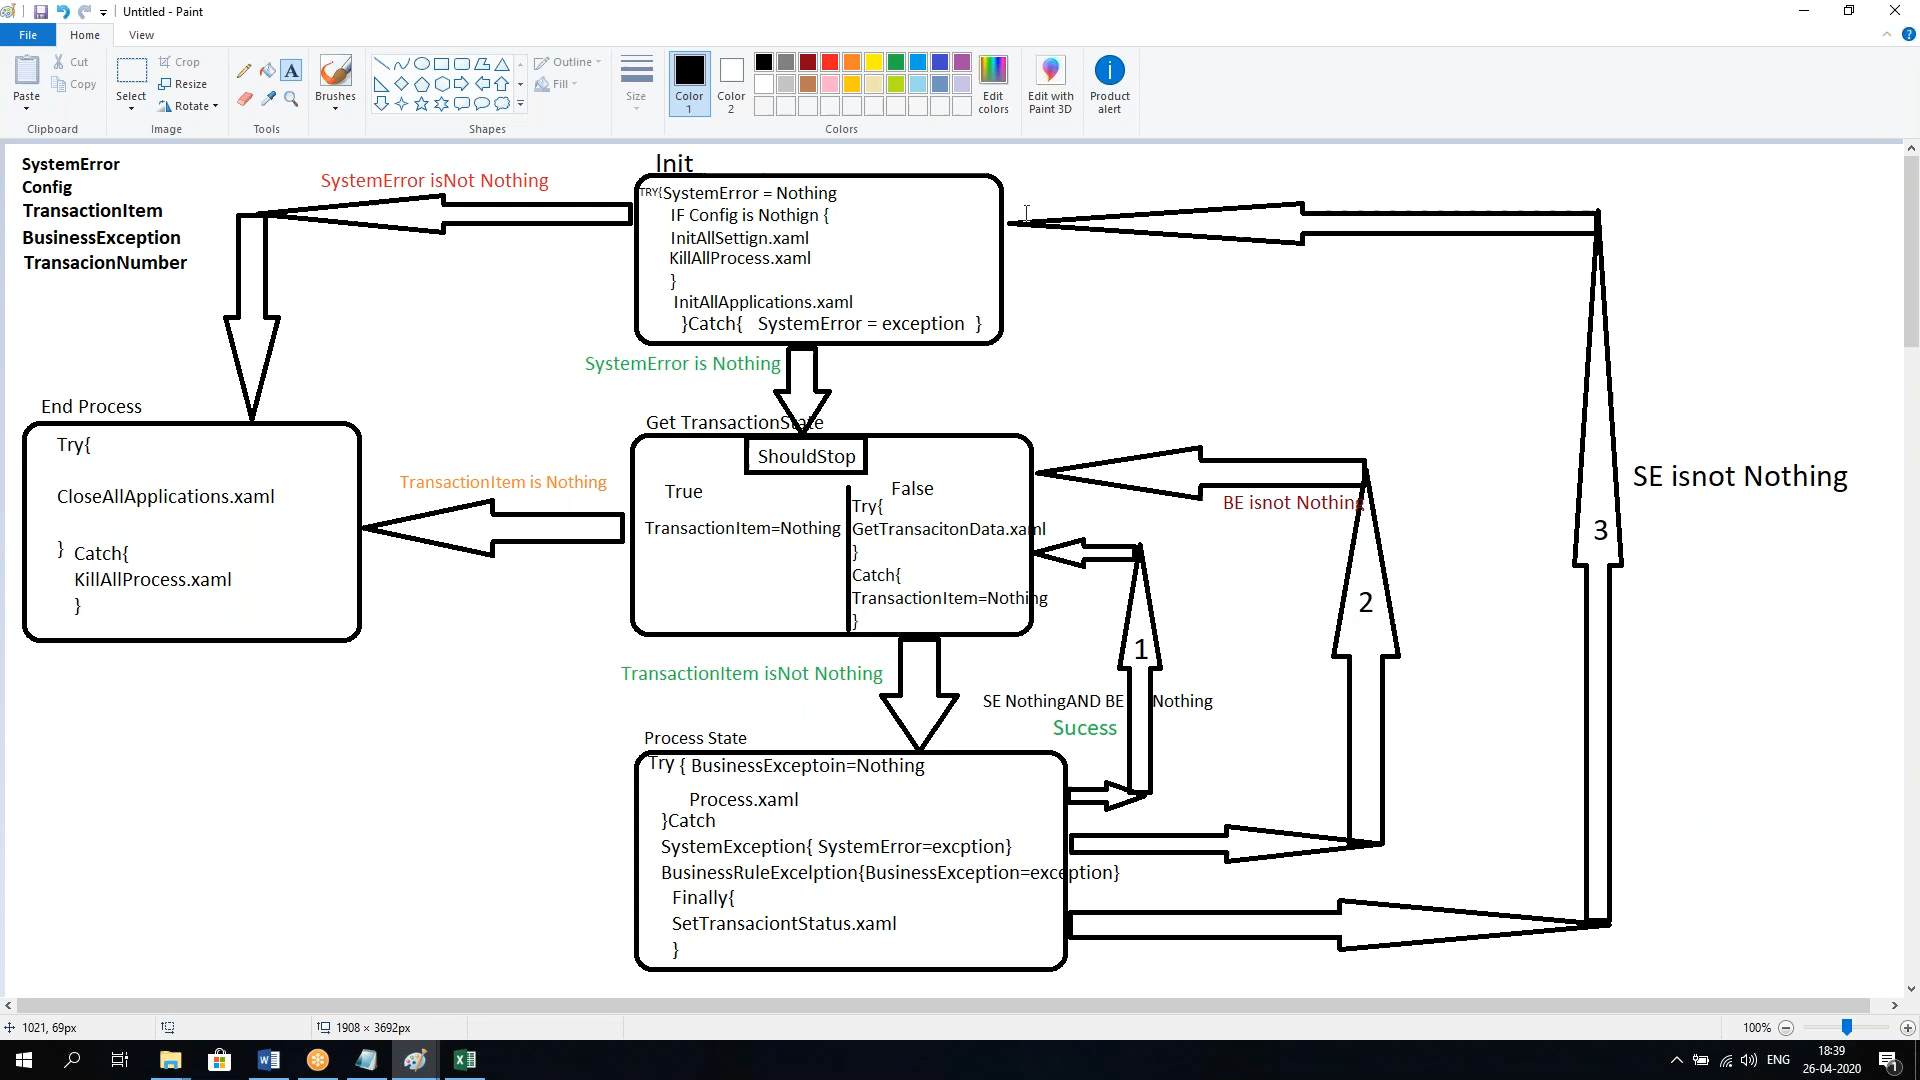 Untitled - Paint
File
Home
View
Paste
Cut
Copy
Clipboard
Select
Crop
Resize
Rotate
Image
A
Tools
Brushes
Shapes
Outline
Fill
Size
Color 1
Color 2
Colors
Edit colors
Edit with Paint 3D
Product alert
SystemError
Config
TransactionItem
BusinessException
TransacionNumber
SystemError isNot Nothing
Init
TRY{SystemError = Nothing
IF Config is Nothign {
InitAllSettign.xaml
KillAllProcess.xaml
}
InitAllApplications.xaml
}Catch{ SystemError = exception }
SystemError is Nothing
End Process
Try{
CloseAllApplications.xaml
} Catch{
KillAllProcess.xaml
}
TransactionItem is Nothing
Get TransactionState
ShouldStop
True
TransactionItem=Nothing
False
Try{
GetTransacitonData.xaml
}
Catch{
TransactionItem=Nothing
}
BE isnot Nothing
SE isnot Nothing
1
2
3
TransactionItem isNot Nothing
SE NothingAND BE Nothing
Sucess
Process State
Try { BusinessExceptoin=Nothing
Process.xaml
}Catch
SystemException{ SystemError=excption}
BusinessRuleExcelption{BusinessException=exception}
Finally{
SetTransaciontStatus.xaml
}
1021, 69px
1908 × 3692px
100%
ENG
18:39
26-04-2020
1